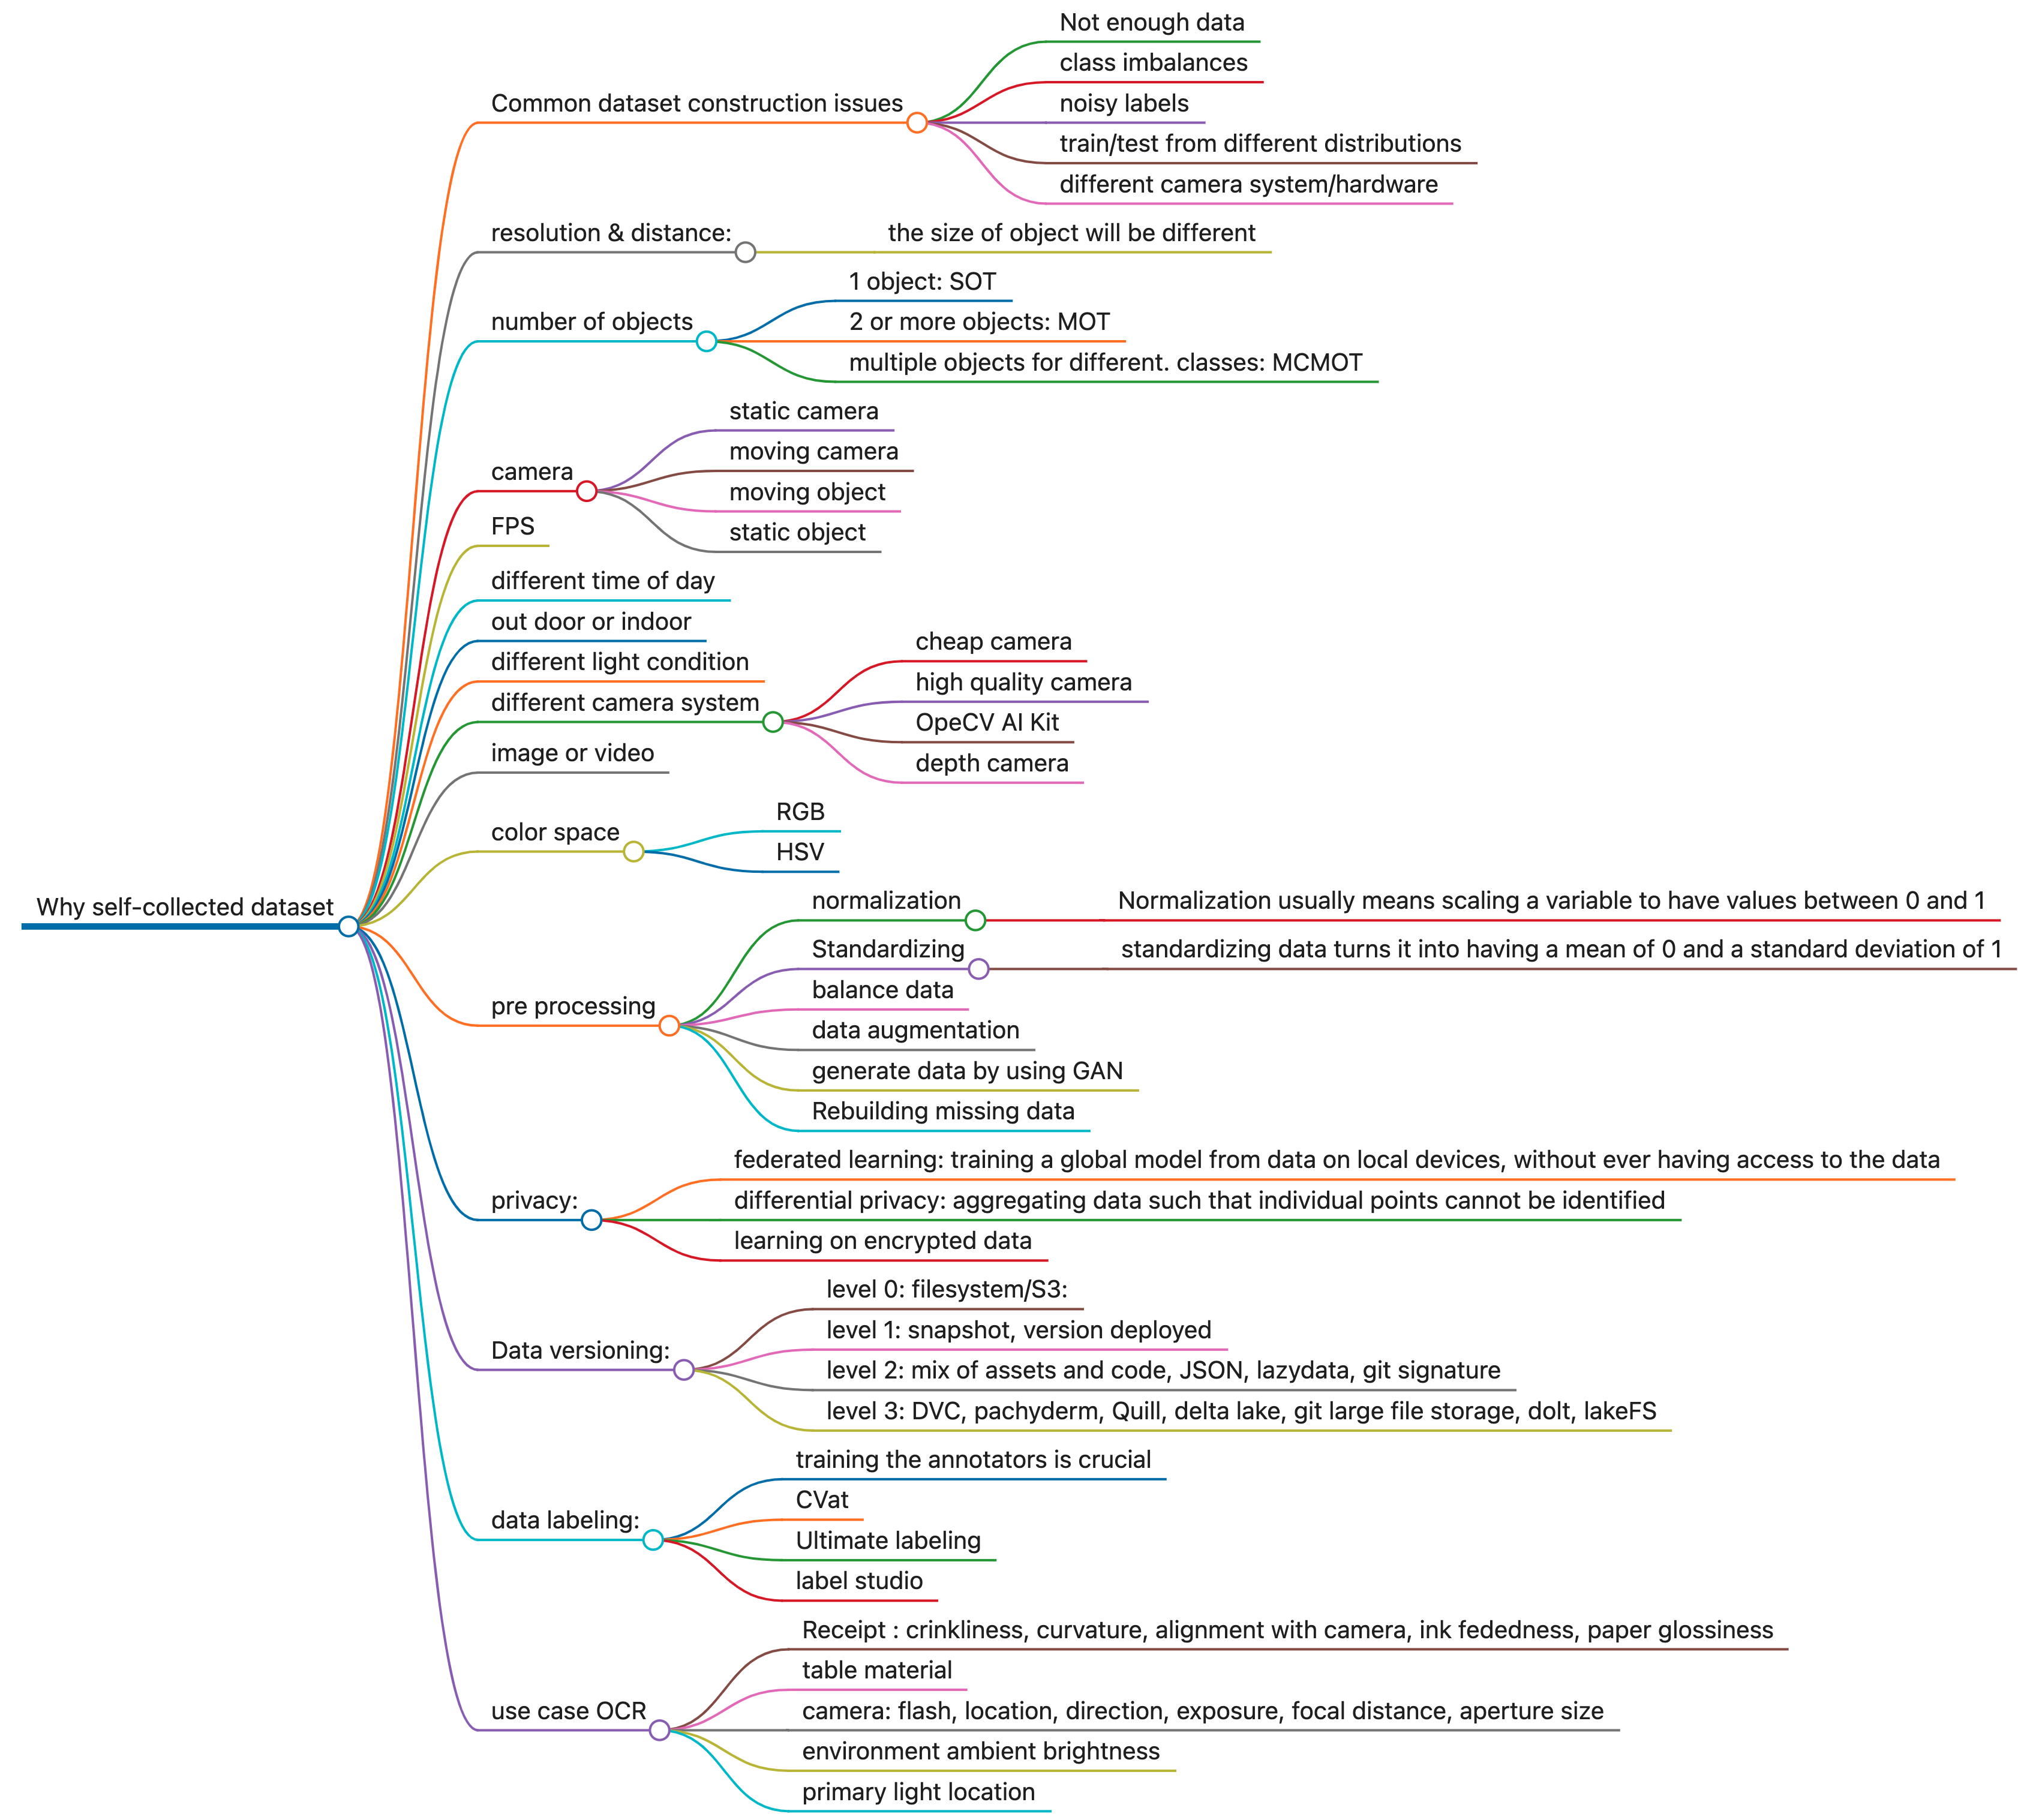 Why self-collected dataset
Common dataset construction issues
Not enough data
class imbalances
noisy labels
train/test from different distributions
different camera system/hardware
resolution & distance:
the size of object will be different
number of objects
1 object: SOT
2 or more objects: MOT
multiple objects for different. classes: MCMOT
camera
static camera
moving camera
moving object
static object
FPS
different time of day
out door or indoor
different light condition
different camera system
cheap camera
high quality camera
OpeCV AI Kit
depth camera
image or video
color space
RGB
HSV
pre processing
normalization
Normalization usually means scaling a variable to have values between 0 and 1
Standardizing
standardizing data turns it into having a mean of 0 and a standard deviation of 1
balance data
data augmentation
generate data by using GAN
Rebuilding missing data
privacy:
federated learning: training a global model from data on local devices, without ever having access to the data
differential privacy: aggregating data such that individual points cannot be identified
learning on encrypted data
Data versioning:
level 0: filesystem/S3:
level 1: snapshot, version deployed
level 2: mix of assets and code, JSON, lazydata, git signature
level 3: DVC, pachyderm, Quill, delta lake, git large file storage, dolt, lakeFS
data labeling:
training the annotators is crucial
CVat
Ultimate labeling
label studio
use case OCR
Receipt : crinkliness, curvature, alignment with camera, ink fededness, paper glossiness
table material
camera: flash, location, direction, exposure, focal distance, aperture size
environment ambient brightness
primary light location